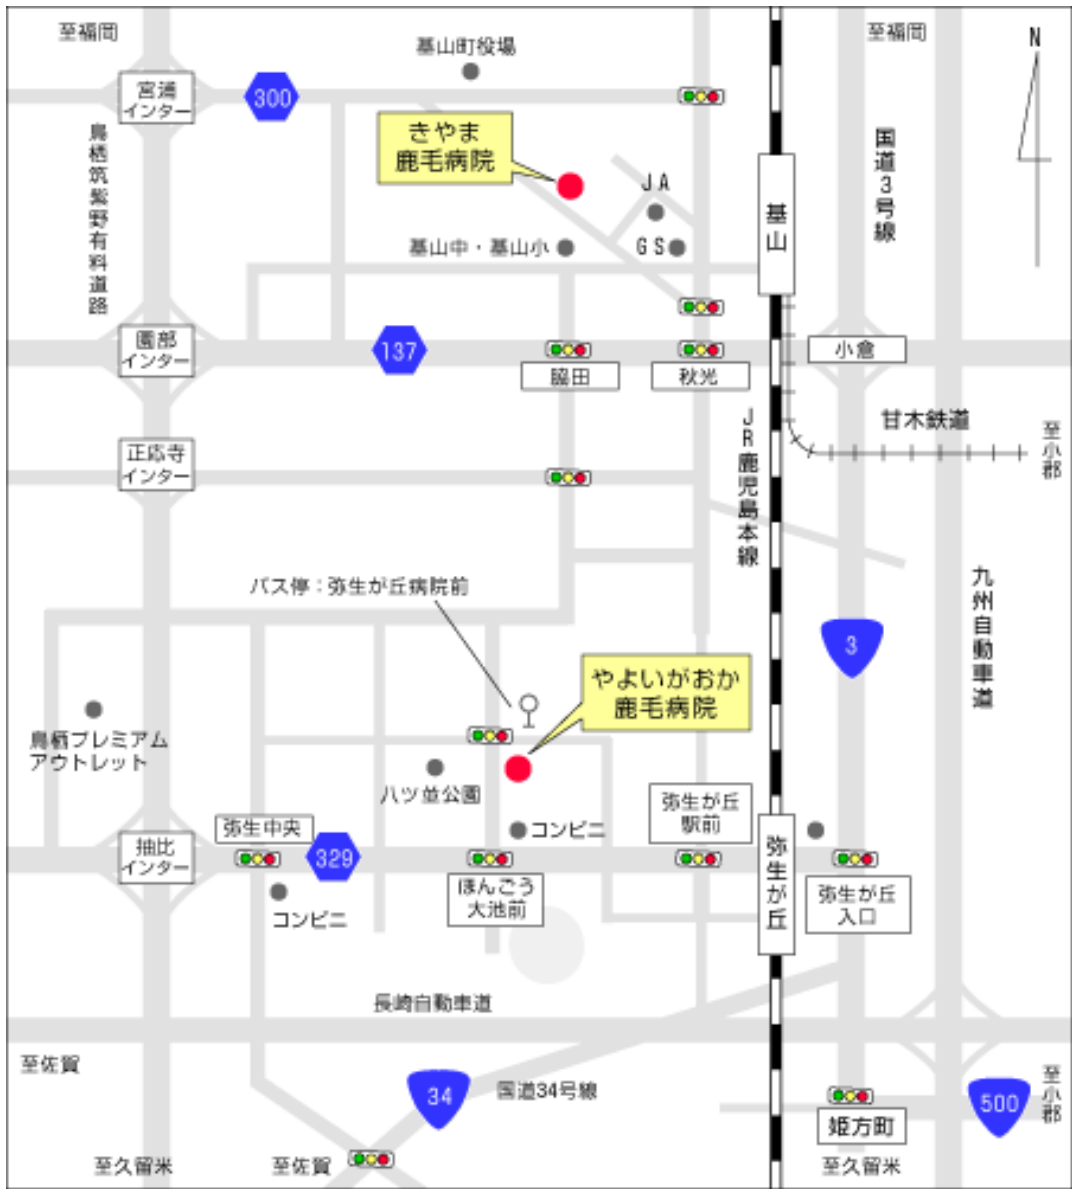 至福岡
至福岡
基山町役場
N
宮浦
インター
300
きやま
鹿毛病院
鳥栖筑紫野有料道路
国道3号線
JA
基山
基山中・基山小
GS
園部
インター
137
脇田
秋光
小倉
甘木鉄道
至小郡
JR鹿児島本線
正応寺
インター
バス停：弥生が丘病院前
九州自動車道
3
やよいがおか
鹿毛病院
鳥栖プレミアム
アウトレット
八ツ並公園
弥生が丘
駅前
弥生中央
コンビニ
柚比
インター
329
弥生が丘
ほんごう
大池前
弥生が丘
入口
コンビニ
長崎自動車道
至佐賀
34
国道34号線
500
至小郡
姫方町
至久留米
至佐賀
至久留米